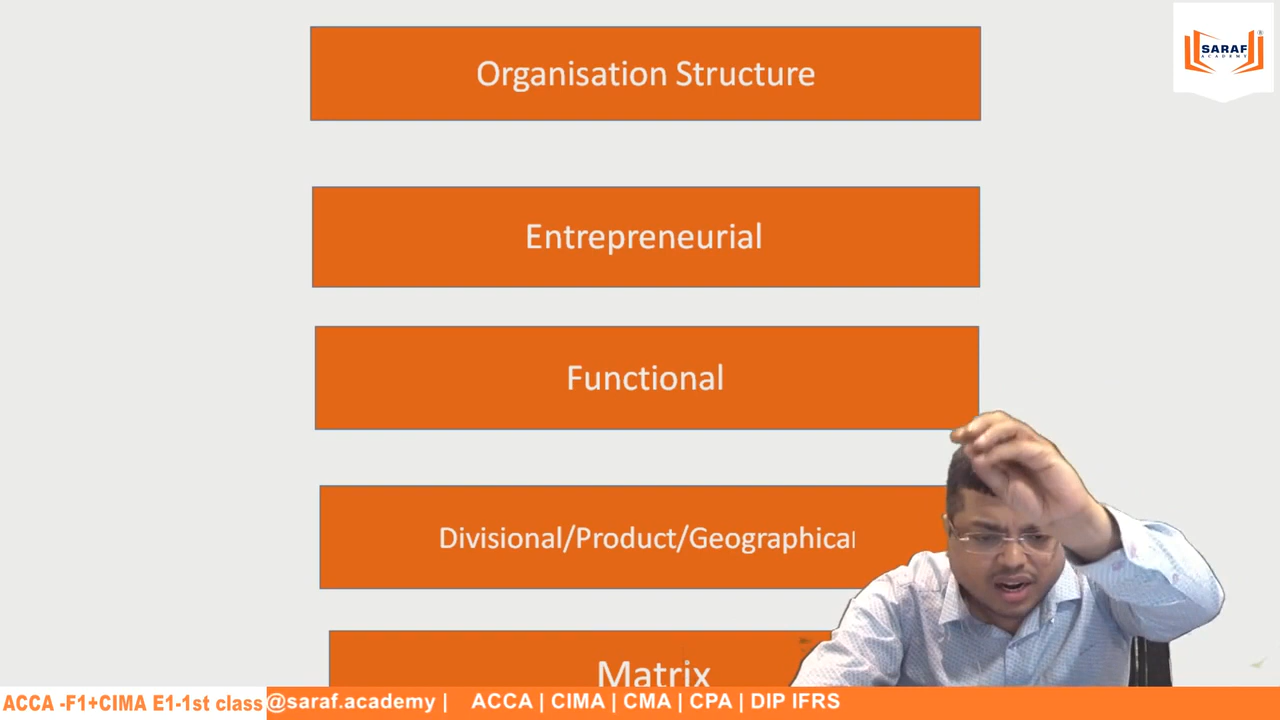 Organisation Structure
SARAF
ACADEMY
Entrepreneurial
Functional
Divisional/Product/Geographical
Matrix
ACCA -F1+CIMA E1-1st class
@saraf.academy | ACCA | CIMA | CMA | CPA | DIP IFRS